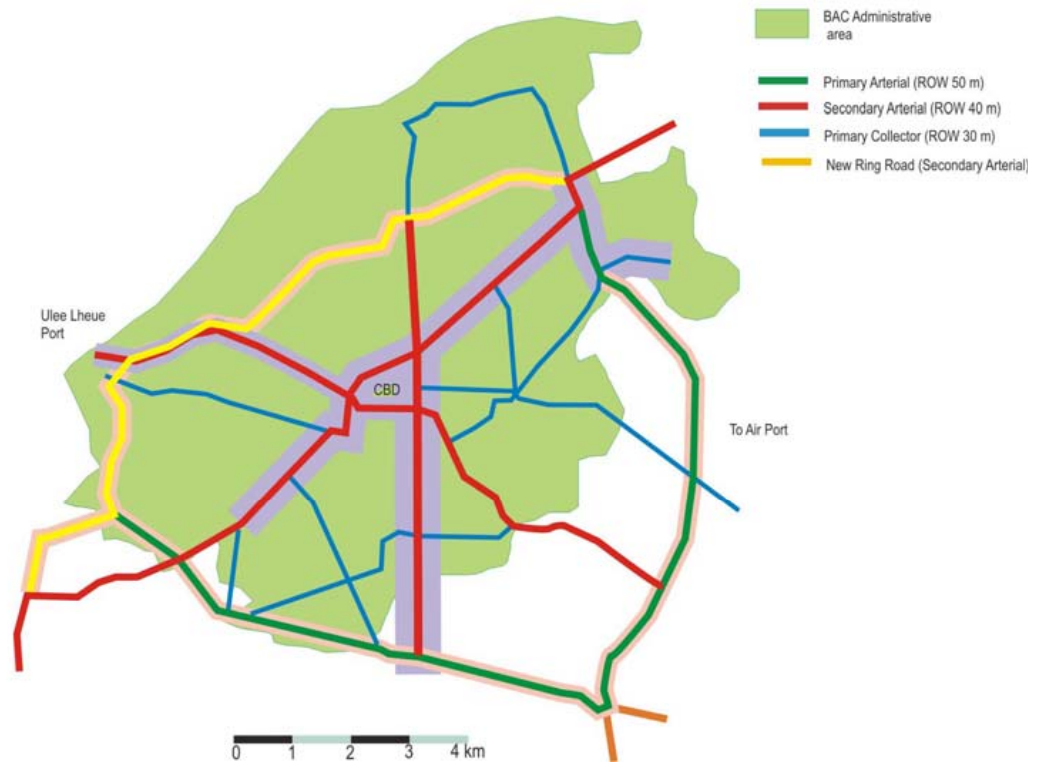 BAC Administrative
area
Primary Arterial (ROW 50 m)
Secondary Arterial (ROW 40 m)
Primary Collector (ROW 30 m)
New Ring Road (Secondary Arterial)
Ulee Lheue
Port
CBD
To Air Port
0 1 2 3 4 km